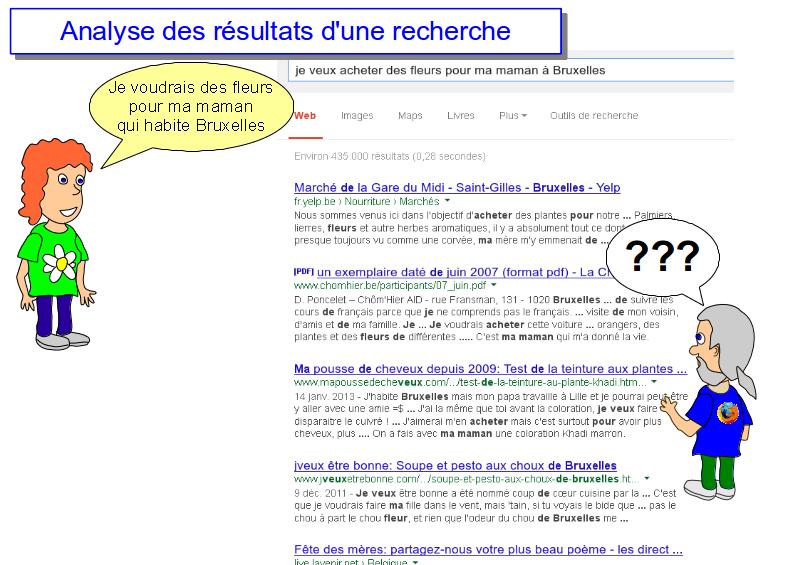 Analyse des résultats d'une recherche
Je voudrais des fleurs
pour ma maman
qui habite Bruxelles
je veux acheter des fleurs pour ma maman à Bruxelles
Web Images Maps Livres Plus Outils de recherche
Environ 435 000 résultats (0,28 secondes)
Marché de la Gare du Midi - Saint-Gilles - Bruxelles - Yelp
fr.yelp.be › Nourriture › Marchés
Nous sommes venus ici dans l'objectif d'acheter des plantes pour notre ... Palmiers,
lierres, fleurs et autre herbes aromatiques, il y a absolument tout ce dont
presque toujours vu comme une corvée, ma mère m'y emmenait de ...
???
[PDF] un exemplaire daté de juin 2007 (format pdf) - La
www.chomhier.be/participants/07_juin.pdf
D. Poncelet – Chôm'Hier AID - rue Fransman, 131 - 1020 Bruxelles ... de suivre les
cours de français parce que je ne comprends pas le français. ... visite de mon voisin,
d'amis et de ma famille. Je ... Je voudrais acheter cette voiture ... orangers, des
plantes et des fleurs de différentes ..... C'est ma maman qui m'a donné la vie.
Ma pousse de cheveux depuis 2009: Test de la teinture aux plantes ...
www.mapoussedecheveux.com/.../test-de-la-teinture-au-plante-khadi.htm...
14 janv. 2013 - J'habite Bruxelles mais mon papa travaille à Lille et je pourrai peut-être
y aller avec une amie =$ ... J'ai la même que toi avant la coloration, je veux faire
disparaitre le cuivré ! ... J'aimerai m'en acheter mais c'est surtout pour avoir plus
cheveux, plus .... On a fais avec ma maman une coloration Khadi marron.
jveux être bonne: Soupe et pesto aux choux de Bruxelles
www.jveuxetrebonne.com/.../soupe-et-pesto-aux-choux-de-bruxelles.ht...
9 déc. 2011 - Je veux être bonne a été nommé coup de cœur cuisine par la ... C'est
que je voudrais faire ma fille dans le vent, mais 'tain, si tu voyais le bide que ... pas le
chou à part le chou fleur, et rien que l'odeur du chou de Bruxelles me ...
Fête des mères: partagez-nous votre plus beau poème - les direct ...
live.lavenir.net › Belgique